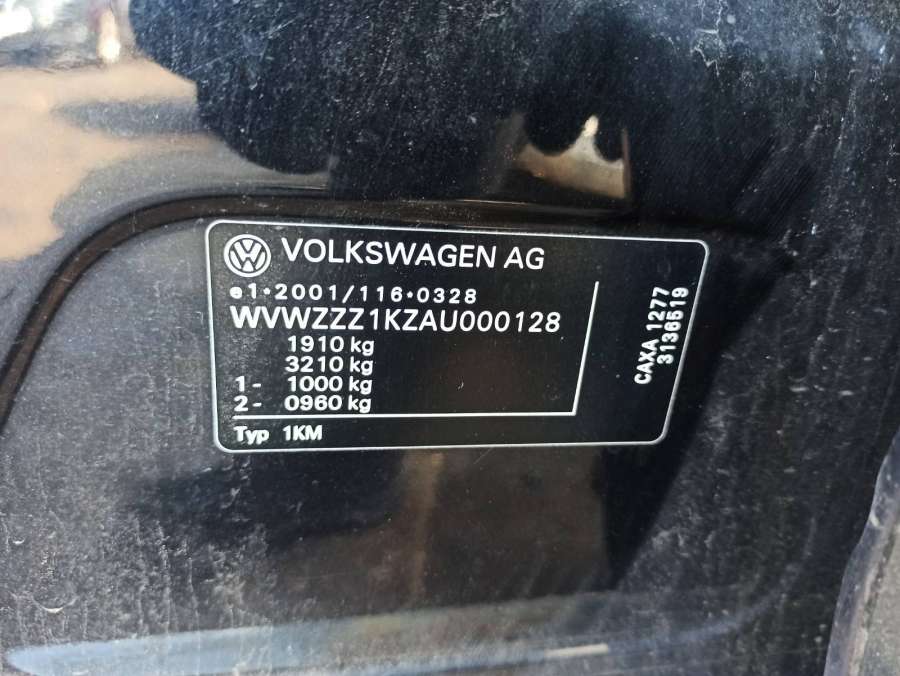 VOLKSWAGEN AG
e1*2001/116*0328
WVWZZZ1KZAU000128
1910 kg
3210 kg
1- 1000 kg
2- 0960 kg
Typ 1KM
CAXA 1277
3136519